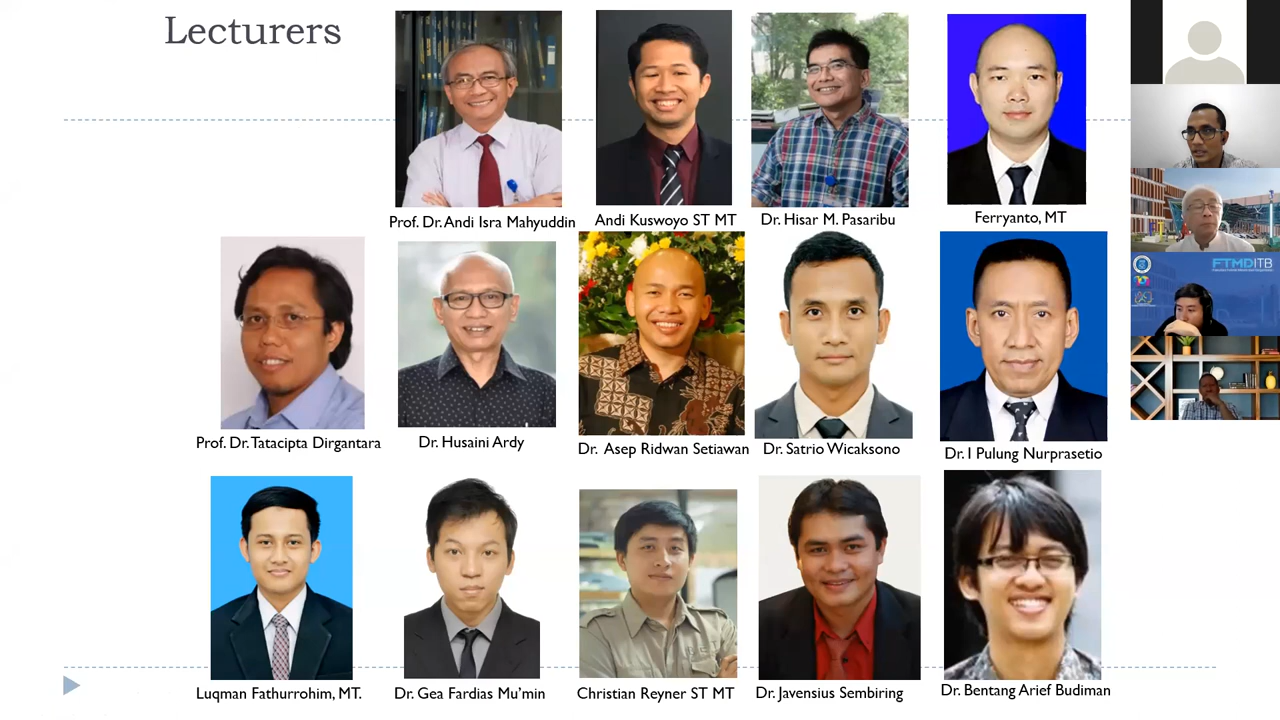 Lecturers
Prof. Dr. Andi Isra Mahyuddin
Andi Kuswoyo ST MT
Dr. Hisar M. Pasaribu
Ferryanto, MT
FTMDITB
Prof. Dr. Tatacipta Dirgantara
Dr. Husaini Ardy
Dr. Asep Ridwan Setiawan
Dr. Satrio Wicaksono
Dr. I Pulung Nurprasetio
Luqman Fathurrohim, MT.
Dr. Gea Fardias Mu'min
Christian Reyner ST MT
Dr. Javensius Sembiring
Dr. Bentang Arief Budiman